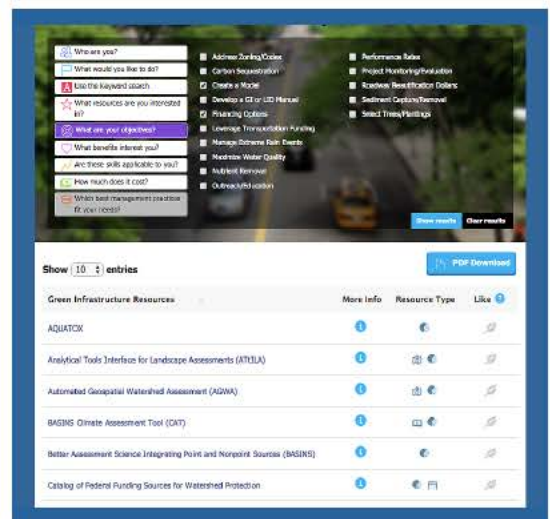 Who are you?
What would you like to do?
Use the Keyword search
What resources are you interested
in?
What are your objectives?
What benefits interest you?
Are these skills applicable to you?
How much does it cost?
Which best management practices
fit your needs?
Address Zoning/Codes
Carbon Sequestration
Create a Model
Develop a GI or LID Manual
Financing Options
Leverage Transportation Funding
Manage Extreme Rain Events
Maximize Water Quality
Nutrient Removal
Outreach/Education
Performance Rates
Project Monitoring/Evaluation
Roadway Beautification Dollars
Sediment Capture/Removal
Select Trees/Plantings
Show results Clear results
Show 10 entries
PDF Download
Green Infrastructure Resources More Info Resource Type Like ?
AQUATOX
Analytical Tools Interface for Landscape Assessments (ATtILA)
Automated Geospatial Watershed Assessment (AGWA)
BASINS Climate Assessment Tool (CAT)
Better Assessment Science Integrating Point and Nonpoint Sources (BASINS)
Catalog of Federal Funding Sources for Watershed Protection